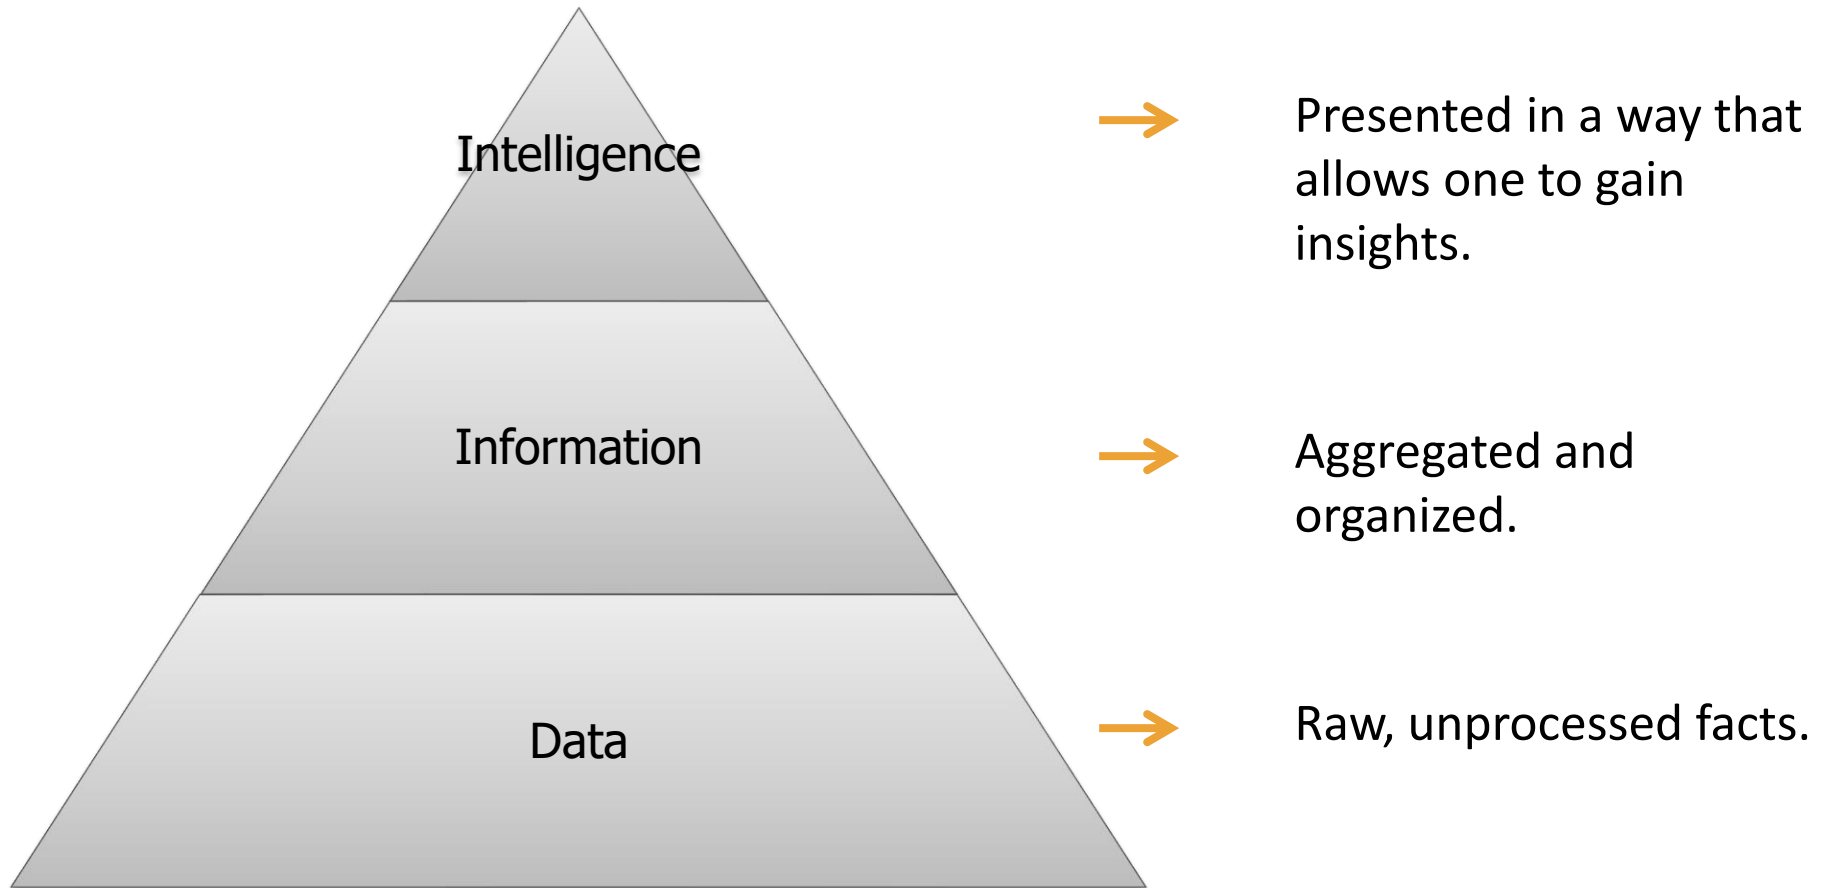 Intelligence
Presented in a way that
allows one to gain
insights.
Information
Aggregated and
organized.
Data
Raw, unprocessed facts.